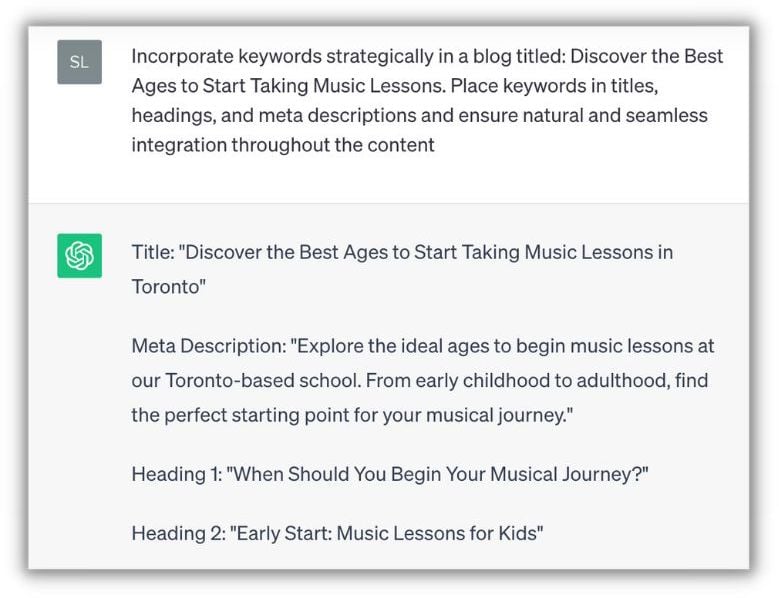 SL
Incorporate keywords strategically in a blog titled: Discover the Best
Ages to Start Taking Music Lessons. Place keywords in titles,
headings, and meta descriptions and ensure natural and seamless
integration throughout the content
Title: "Discover the Best Ages to Start Taking Music Lessons in
Toronto"
Meta Description: "Explore the ideal ages to begin music lessons at
our Toronto-based school. From early childhood to adulthood, find
the perfect starting point for your musical journey."
Heading 1: "When Should You Begin Your Musical Journey?"
Heading 2: "Early Start: Music Lessons for Kids"